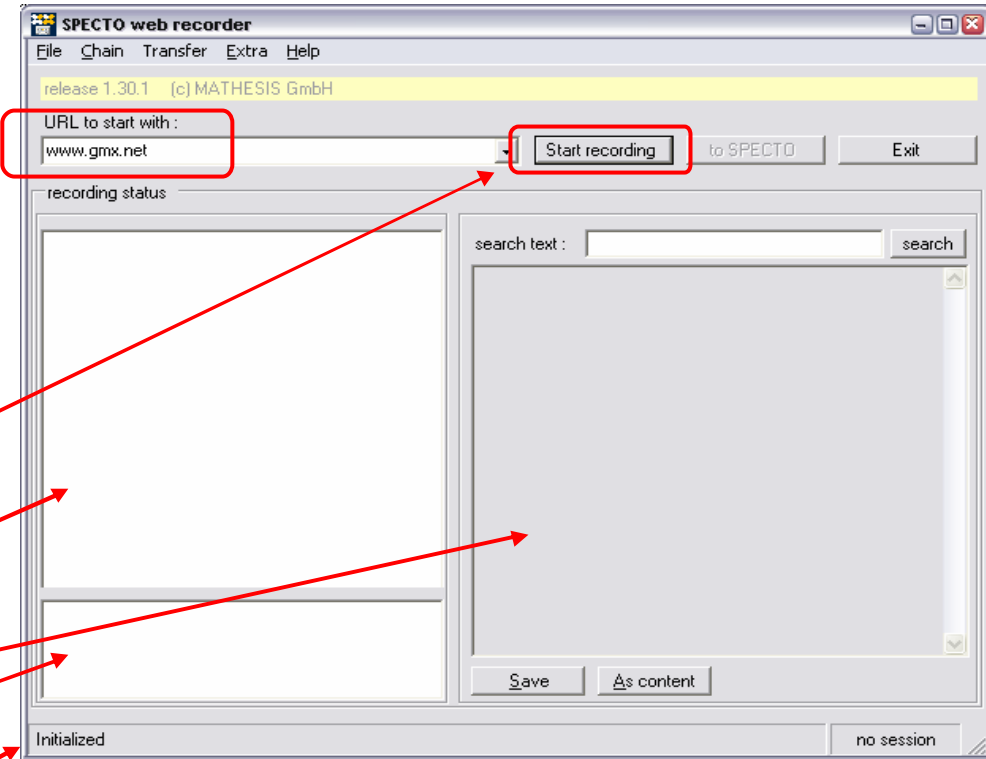 SPECTO web recorder
File Chain Transfer Extra Help
release 1.30.1 (c) MATHESIS GmbH
URL to start with :
www.gmx.net Start recording to SPECTO Exit
recording status
search text : search
Save As content
Initialized no session